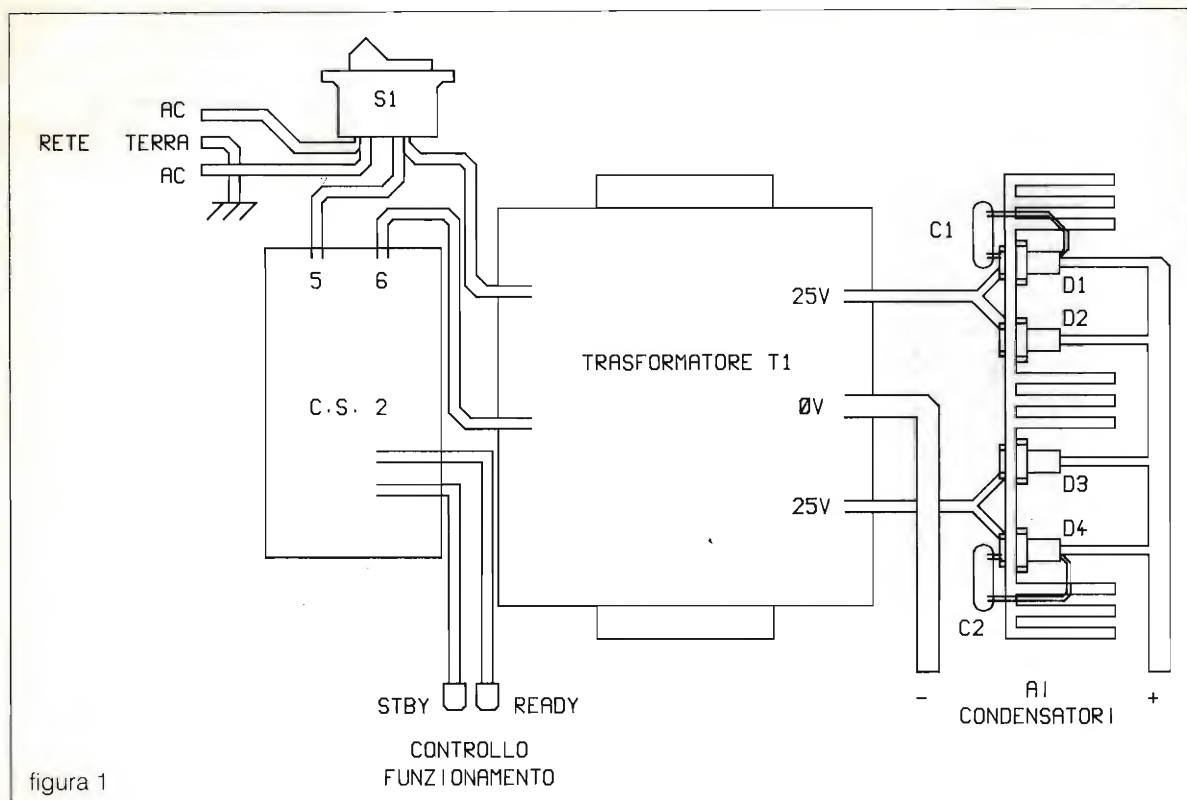 S1
AC
RETE TERRA
AC
5 6
C.S. 2
TRASFORMATORE T1
25V
0V
25V
C1
D1
D2
D3
D4
C2
STBY READY
CONTROLLO
FUNZIONAMENTO
- AI +
CONDENSATORI
figura 1